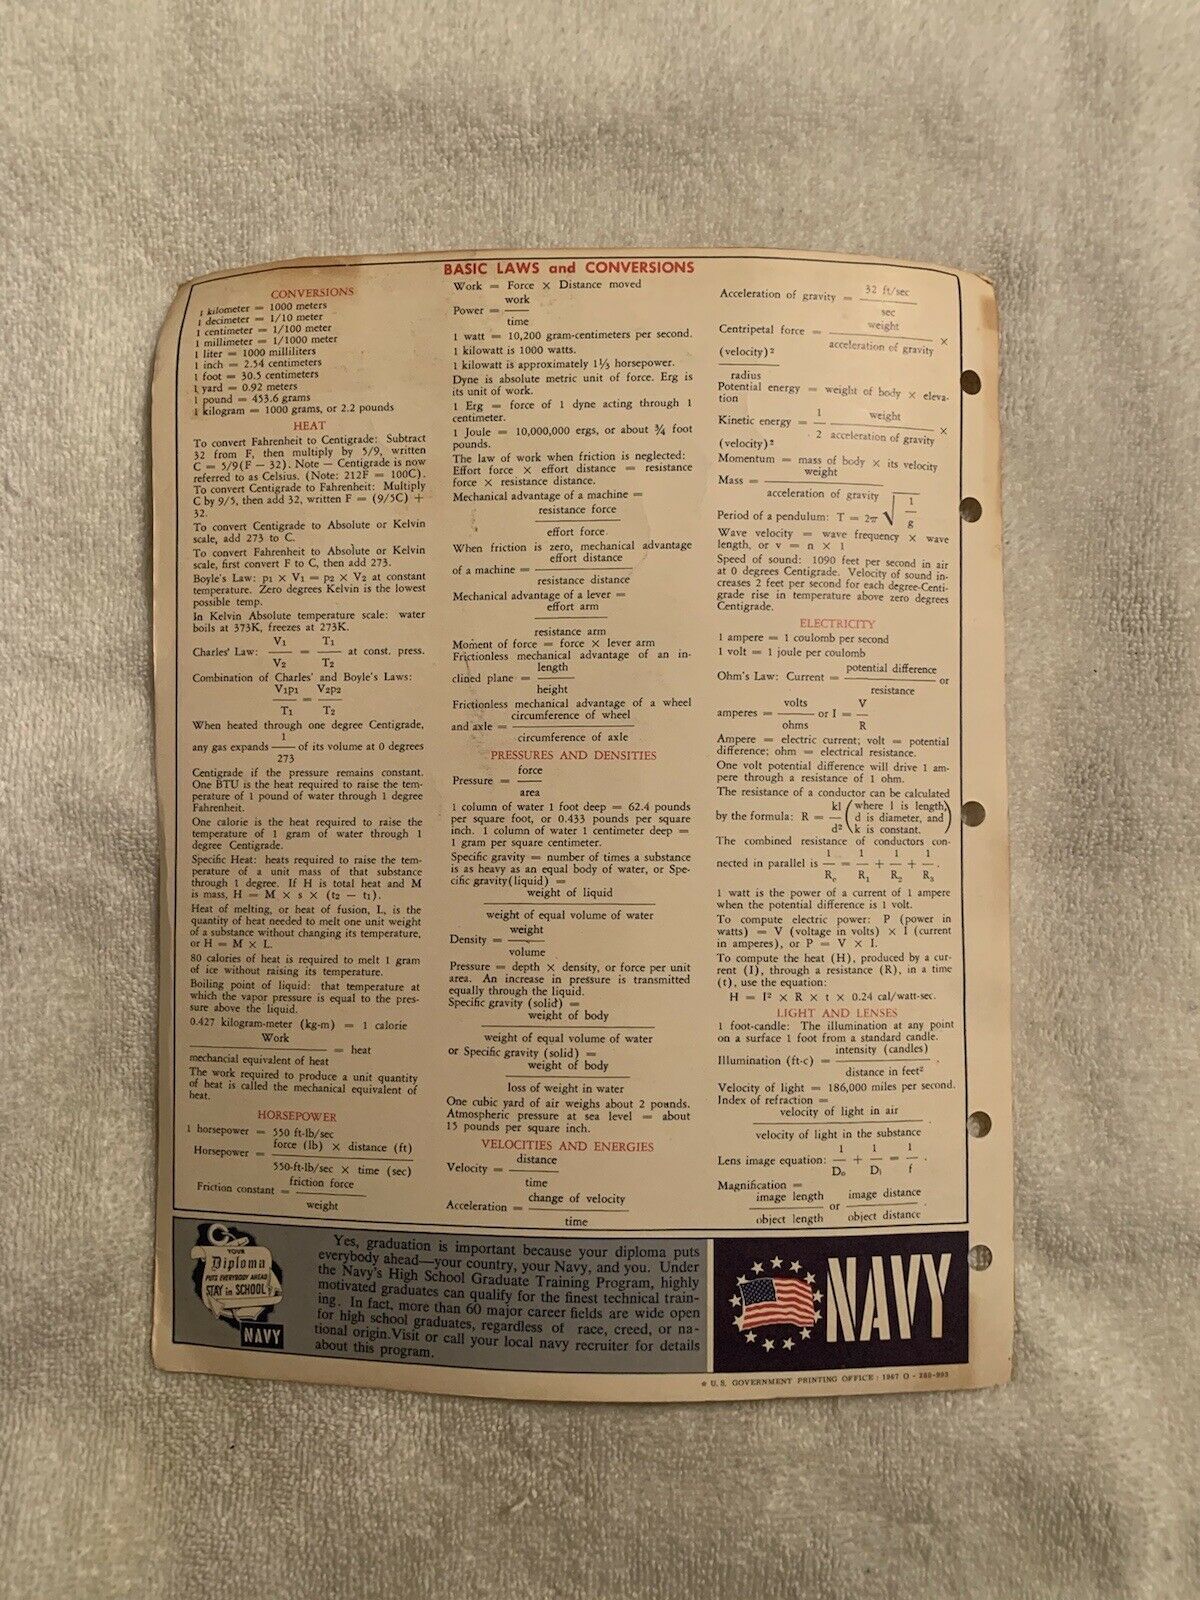 BASIC LAWS and CONVERSIONS
CONVERSIONS
1 kilometer = 1000 meters
1 decimeter = 1/10 meter
1 centimeter = 1/100 meter
1 millimeter = 1/1000 meter
1 liter = 1000 milliliters
1 inch = 2.54 centimeters
1 foot = 30.5 centimeters
1 yard = 0.92 meters
1 pound = 453.6 grams
1 kilogram = 1000 grams, or 2.2 pounds
HEAT
To convert Fahrenheit to Centigrade: Subtract
32 from F, then multiply by 5/9, written
C = 5/9(F − 32). Note — Centigrade is now
referred to as Celsius. (Note: 212F = 100C).
To convert Centigrade to Fahrenheit: Multiply
C by 9/5, then add 32, written F = (9/5C) +
32.
To convert Centigrade to Absolute or Kelvin
scale, add 273 to C.
To convert Fahrenheit to Absolute or Kelvin
scale, first convert F to C, then add 273.
Boyle's Law: p1 × V1 = p2 × V2 at constant
temperature. Zero degrees Kelvin is the lowest
possible temp.
In Kelvin Absolute temperature scale: water
boils at 373K, freezes at 273K.
V1 T1
Charles' Law: = at const. press.
V2 T2
Combination of Charles' and Boyle's Laws:
V1p1 V2p2
=
T1 T2
When heated through one degree Centigrade,
1
any gas expands of its volume at 0 degrees
273
Centigrade if the pressure remains constant.
One BTU is the heat required to raise the tem-
perature of 1 pound of water through 1 degree
Fahrenheit.
One calorie is the heat required to raise the
temperature of 1 gram of water through 1
degree Centigrade.
Specific Heat: heats required to raise the tem-
perature of a unit mass of that substance
through 1 degree. If H is total heat and M
is mass, H = M × s × (t2 − t1).
Heat of melting, or heat of fusion, L, is the
quantity of heat needed to melt one unit weight
of a substance without changing its temperature,
or H = M × L.
80 calories of heat is required to melt 1 gram
of ice without raising its temperature.
Boiling point of liquid: that temperature at
which the vapor pressure is equal to the pres-
sure above the liquid.
0.427 kilogram-meter (kg-m) = 1 calorie
Work
= heat
mechancial equivalent of heat
The work required to produce a unit quantity
of heat is called the mechanical equivalent of
heat.
HORSEPOWER
1 horsepower = 550 ft-lb/sec
force (lb) × distance (ft)
Horsepower =
550-ft-lb/sec × time (sec)
friction force
Friction constant =
weight
Work = Force × Distance moved
work
Power =
time
1 watt = 10,200 gram-centimeters per second.
1 kilowatt is 1000 watts.
1 kilowatt is approximately 1⅓ horsepower.
Dyne is absolute metric unit of force. Erg is
its unit of work.
1 Erg = force of 1 dyne acting through 1
centimeter.
1 Joule = 10,000,000 ergs, or about ¾ foot
pounds.
The law of work when friction is neglected:
Effort force × effort distance = resistance
force × resistance distance.
Mechanical advantage of a machine =
resistance force
effort force.
When friction is zero, mechanical advantage
effort distance
of a machine =
resistance distance
Mechanical advantage of a lever =
effort arm
resistance arm
Moment of force = force × lever arm
Frictionless mechanical advantage of an in-
length
clined plane =
height
Frictionless mechanical advantage of a wheel
circumference of wheel
and axle =
circumference of axle
PRESSURES AND DENSITIES
force
Pressure =
area
1 column of water 1 foot deep = 62.4 pounds
per square foot, or 0.433 pounds per square
inch. 1 column of water 1 centimeter deep =
1 gram per square centimeter.
Specific gravity = number of times a substance
is as heavy as an equal body of water, or Spe-
cific gravity(liquid) =
weight of liquid
weight of equal volume of water
weight
Density =
volume
Pressure = depth × density, or force per unit
area. An increase in pressure is transmitted
equally through the liquid.
Specific gravity (solid) =
weight of body
weight of equal volume of water
or Specific gravity (solid) =
weight of body
loss of weight in water
One cubic yard of air weighs about 2 pounds.
Atmospheric pressure at sea level = about
15 pounds per square inch.
VELOCITIES AND ENERGIES
distance
Velocity =
time
change of velocity
Acceleration =
time
32 ft/sec
Acceleration of gravity =
sec
weight
Centripetal force = ×
acceleration of gravity
(velocity)²
radius
Potential energy = weight of body × eleva-
tion
1 weight
Kinetic energy = ×
2 acceleration of gravity
(velocity)²
Momentum = mass of body × its velocity
weight
Mass =
acceleration of gravity
Period of a pendulum: T = 2π √ 1
g
Wave velocity = wave frequency × wave
length, or v = n × l
Speed of sound: 1090 feet per second in air
at 0 degrees Centigrade. Velocity of sound in-
creases 2 feet per second for each degree-Centi-
grade rise in temperature above zero degrees
Centigrade.
ELECTRICITY
1 ampere = 1 coulomb per second
1 volt = 1 joule per coulomb
potential difference
Ohm's Law: Current = or
resistance
volts V
amperes = or I =
ohms R
Ampere = electric current; volt = potential
difference; ohm = electrical resistance.
One volt potential difference will drive 1 am-
pere through a resistance of 1 ohm.
The resistance of a conductor can be calculated
kl (where l is length,
by the formula: R = d is diameter, and
d² k is constant.)
The combined resistance of conductors con-
1 1 1 1
nected in parallel is = + + .
Rc R1 R2 R3
1 watt is the power of a current of 1 ampere
when the potential difference is 1 volt.
To compute electric power: P (power in
watts) = V (voltage in volts) × I (current
in amperes), or P = V × I.
To compute the heat (H), produced by a cur-
rent (I), through a resistance (R), in a time
(t), use the equation:
H = I² × R × t × 0.24 cal/watt-sec.
LIGHT AND LENSES
1 foot-candle: The illumination at any point
on a surface 1 foot from a standard candle.
intensity (candles)
Illumination (ft-c) = .
distance in feet²
Velocity of light = 186,000 miles per second.
Index of refraction =
velocity of light in air
velocity of light in the substance
1 1 1
Lens image equation: + = .
Do Di f
Magnification =
image length image distance
or .
object length object distance
YOUR
Diploma
PUTS EVERYBODY AHEAD
STAY in SCHOOL
NAVY
Yes, graduation is important because your diploma puts
everybody ahead—your country, your Navy, and you. Under
the Navy's High School Graduate Training Program, highly
motivated graduates can qualify for the finest technical train-
ing. In fact, more than 60 major career fields are wide open
for high school graduates, regardless of race, creed, or na-
tional origin.Visit or call your local navy recruiter for details
about this program.
NAVY
☆ U.S. GOVERNMENT PRINTING OFFICE : 1967 O - 260-993